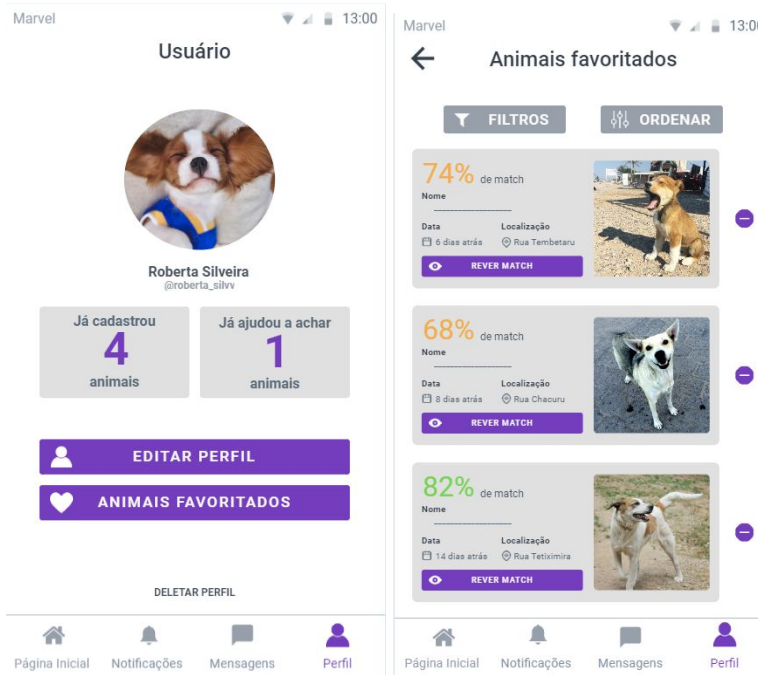 Marvel 13:00
Usuário
Roberta Silveira
@roberta_silvv
Já cadastrou
4
animais
Já ajudou a achar
1
animais
EDITAR PERFIL
ANIMAIS FAVORITADOS
DELETAR PERFIL
Página Inicial Notificações Mensagens Perfil
Marvel 13:00
Animais favoritados
FILTROS ORDENAR
74% de match
Nome
Data Localização
6 dias atrás Rua Tembetaru
REVER MATCH
68% de match
Nome
Data Localização
8 dias atrás Rua Chacuru
REVER MATCH
82% de match
Nome
Data Localização
14 dias atrás Rua Tetiximira
REVER MATCH
Página Inicial Notificações Mensagens Perfil